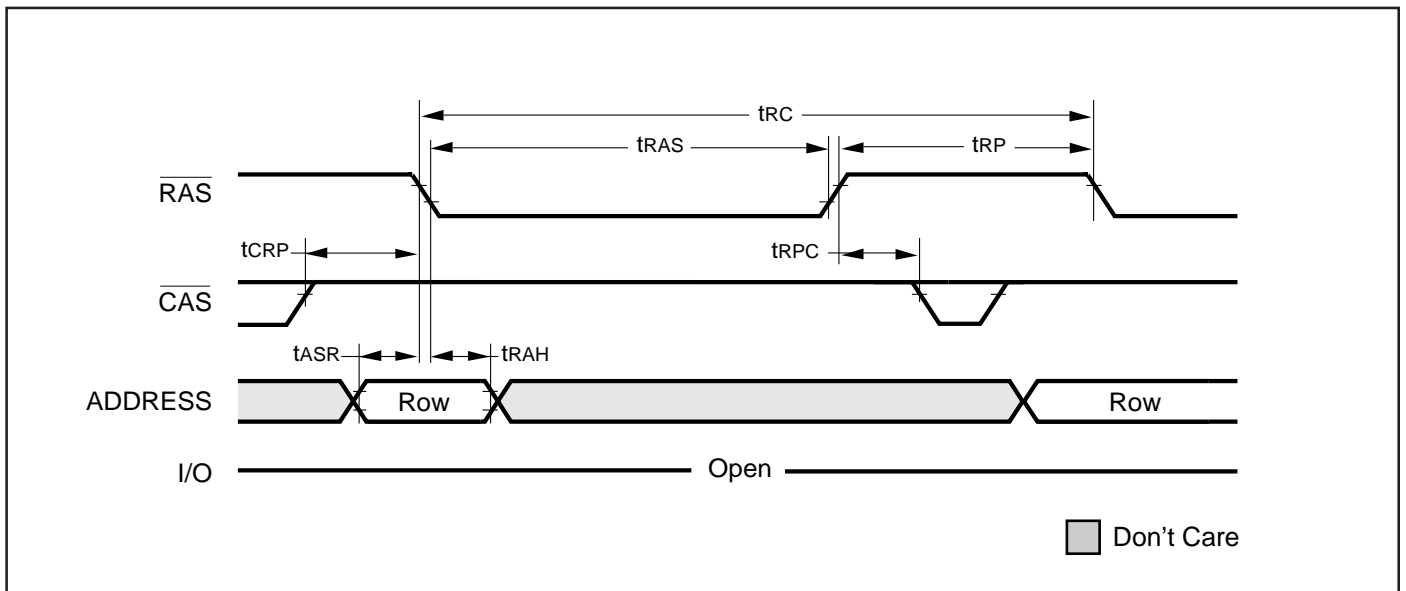 tRC
tRAS
tRP
RAS
tCRP
tRPC
CAS
tASR
tRAH
ADDRESS
Row
Row
I/O
Open
Don't Care